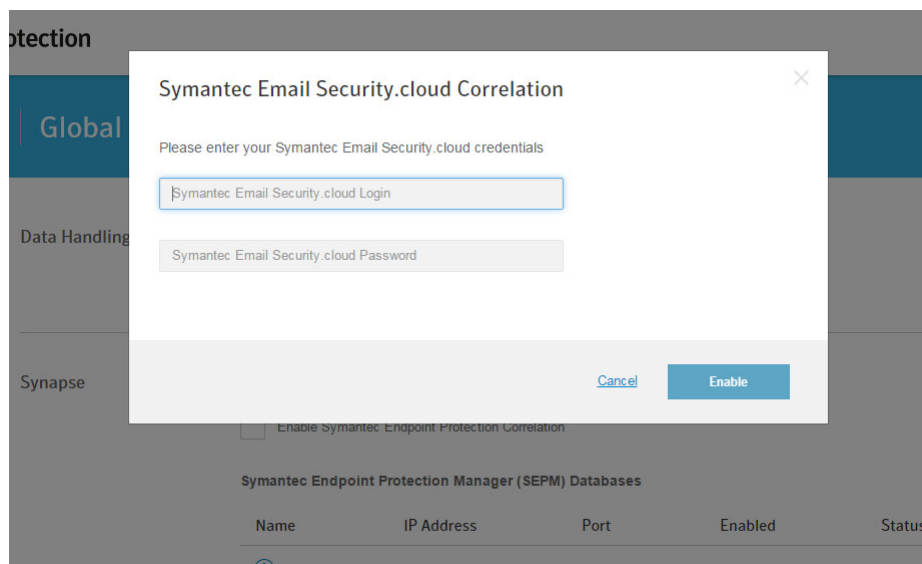 otection
Symantec Email Security.cloud Correlation
Global
Please enter your Symantec Email Security.cloud credentials
Symantec Email Security.cloud Login
Data Handling
Symantec Email Security.cloud Password
Synapse
Cancel
Enable
Enable Symantec Endpoint Protection Correlation
Symantec Endpoint Protection Manager (SEPM) Databases
Name IP Address Port Enabled Status